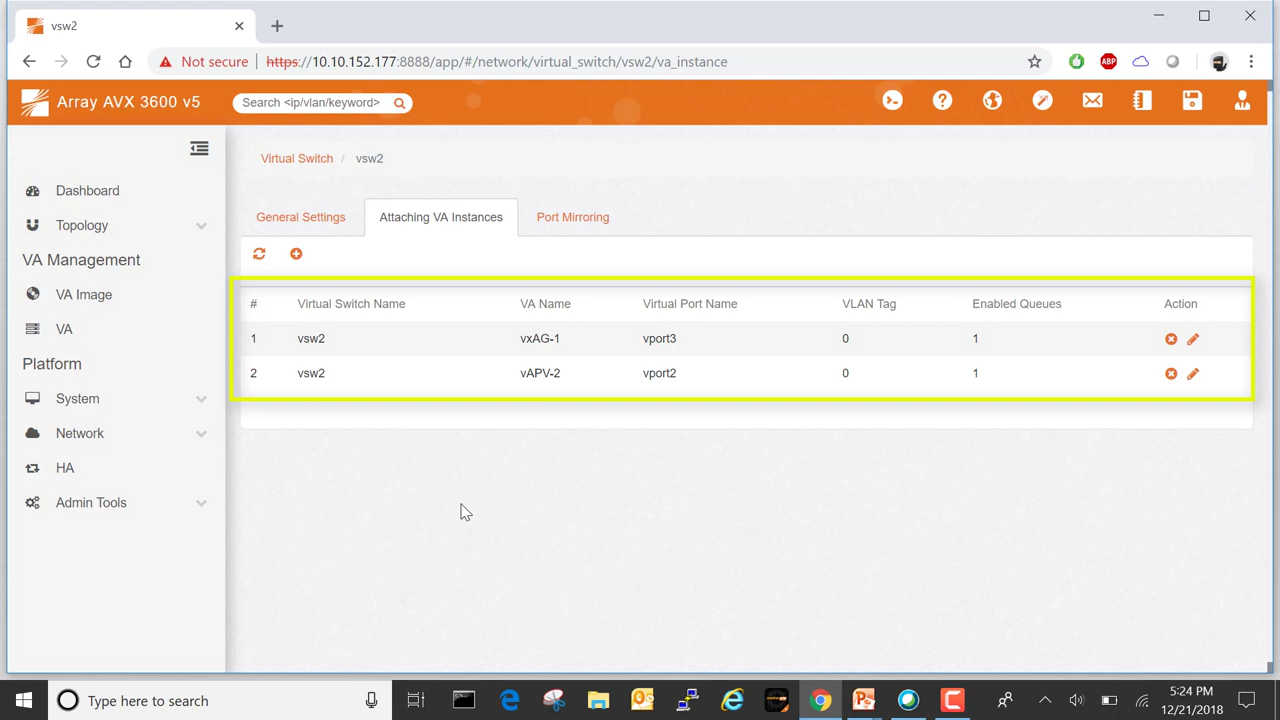 vsw2
Not secure https://10.10.152.177:8888/app/#/network/virtual_switch/vsw2/va_instance
ABP
Array AVX 3600 v5
Search <ip/vlan/keyword>
Virtual Switch / vsw2
Dashboard
Topology
VA Management
VA Image
VA
Platform
System
Network
HA
Admin Tools
General Settings Attaching VA Instances Port Mirroring
# Virtual Switch Name VA Name Virtual Port Name VLAN Tag Enabled Queues Action
1 vsw2 vxAG-1 vport3 0 1
2 vsw2 vAPV-2 vport2 0 1
Type here to search
5:24 PM
12/21/2018